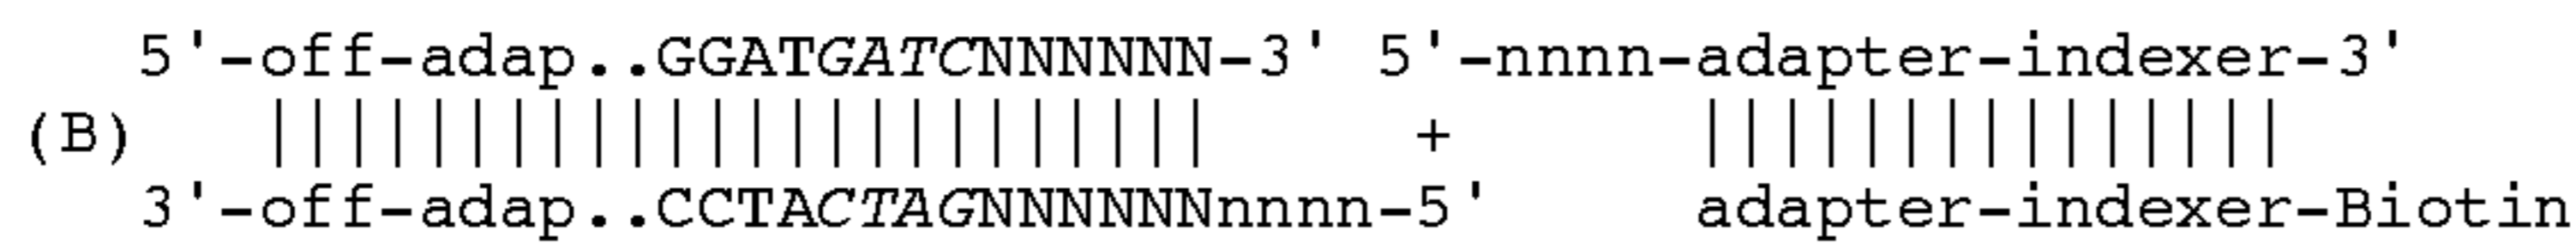 5'-off-adap..GGATGATCNNNNNN-3' 5'-nnnn-adapter-indexer-3'
(B) |||||||||||||||||||||||| + |||||||||||||||
3'-off-adap..CCTACTAGNNNNNNnnnn-5' adapter-indexer-Biotin